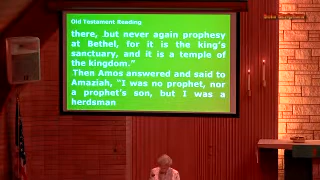 Old Testament Reading
there, but never again prophesy
at Bethel, for it is the king's
sanctuary, and it is a temple of
the kingdom."
Then Amos answered and said to
Amaziah, "I was no prophet, nor
a prophet's son, but I was a
herdsman